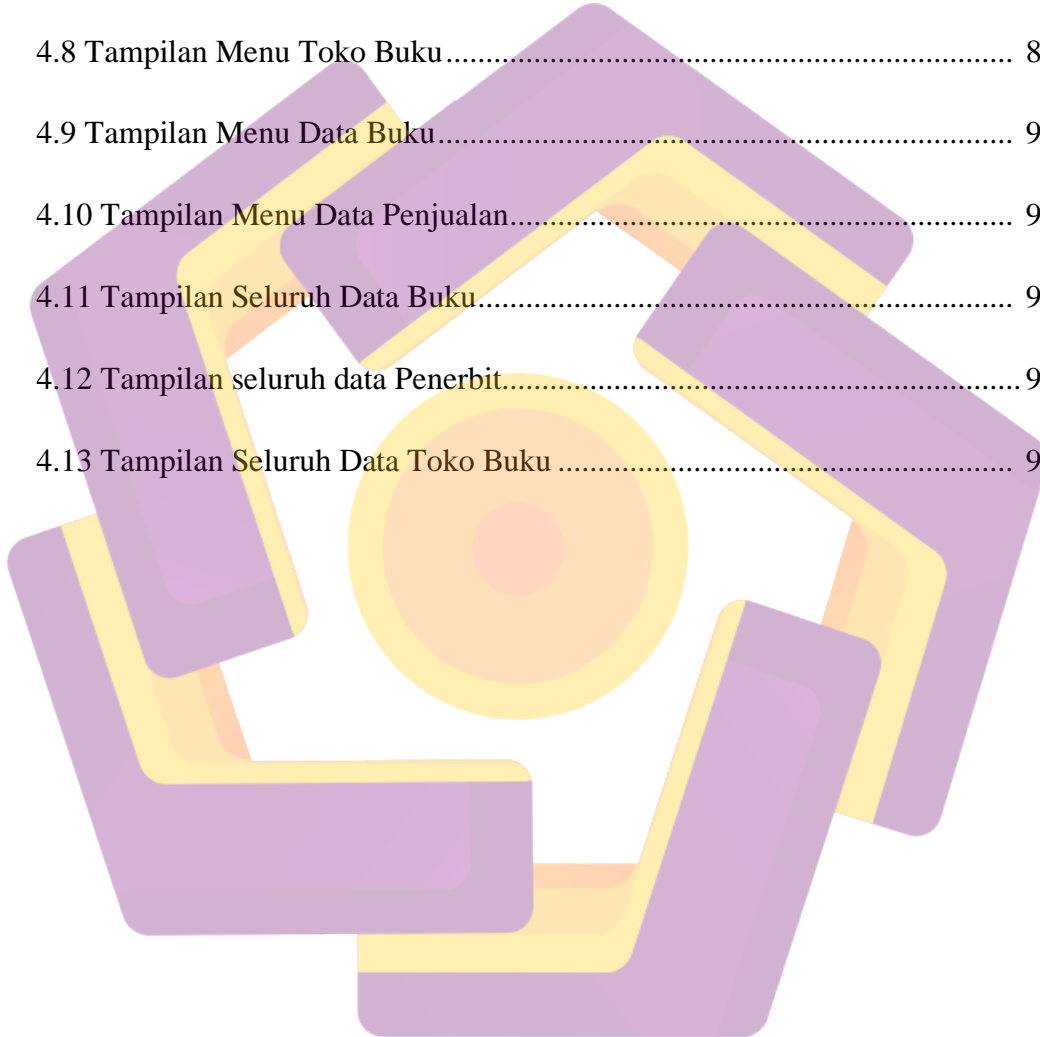 4.8 Tampilan Menu Toko Buku...................................................................... 8
4.9 Tampilan Menu Data Buku....................................................................... 9
4.10 Tampilan Menu Data Penjualan.............................................................. 9
4.11 Tampilan Seluruh Data Buku.................................................................. 9
4.12 Tampilan seluruh data Penerbit................................................................ 9
4.13 Tampilan Seluruh Data Toko Buku ........................................................ 9